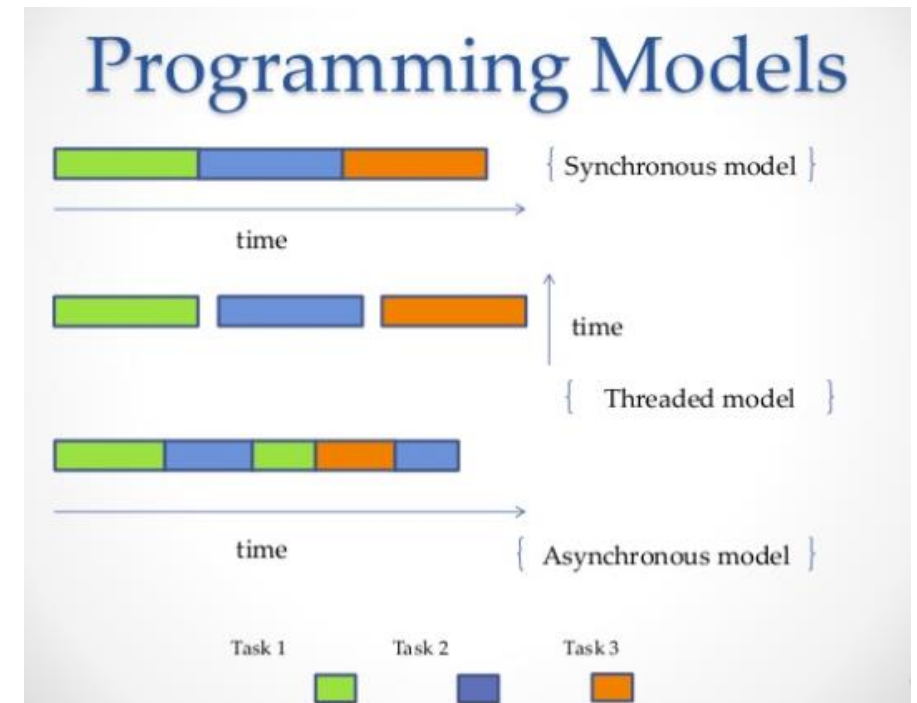 Programming Models
{ Synchronous model }
time
time
{ Threaded model }
time
{ Asynchronous model }
Task 1 Task 2 Task 3